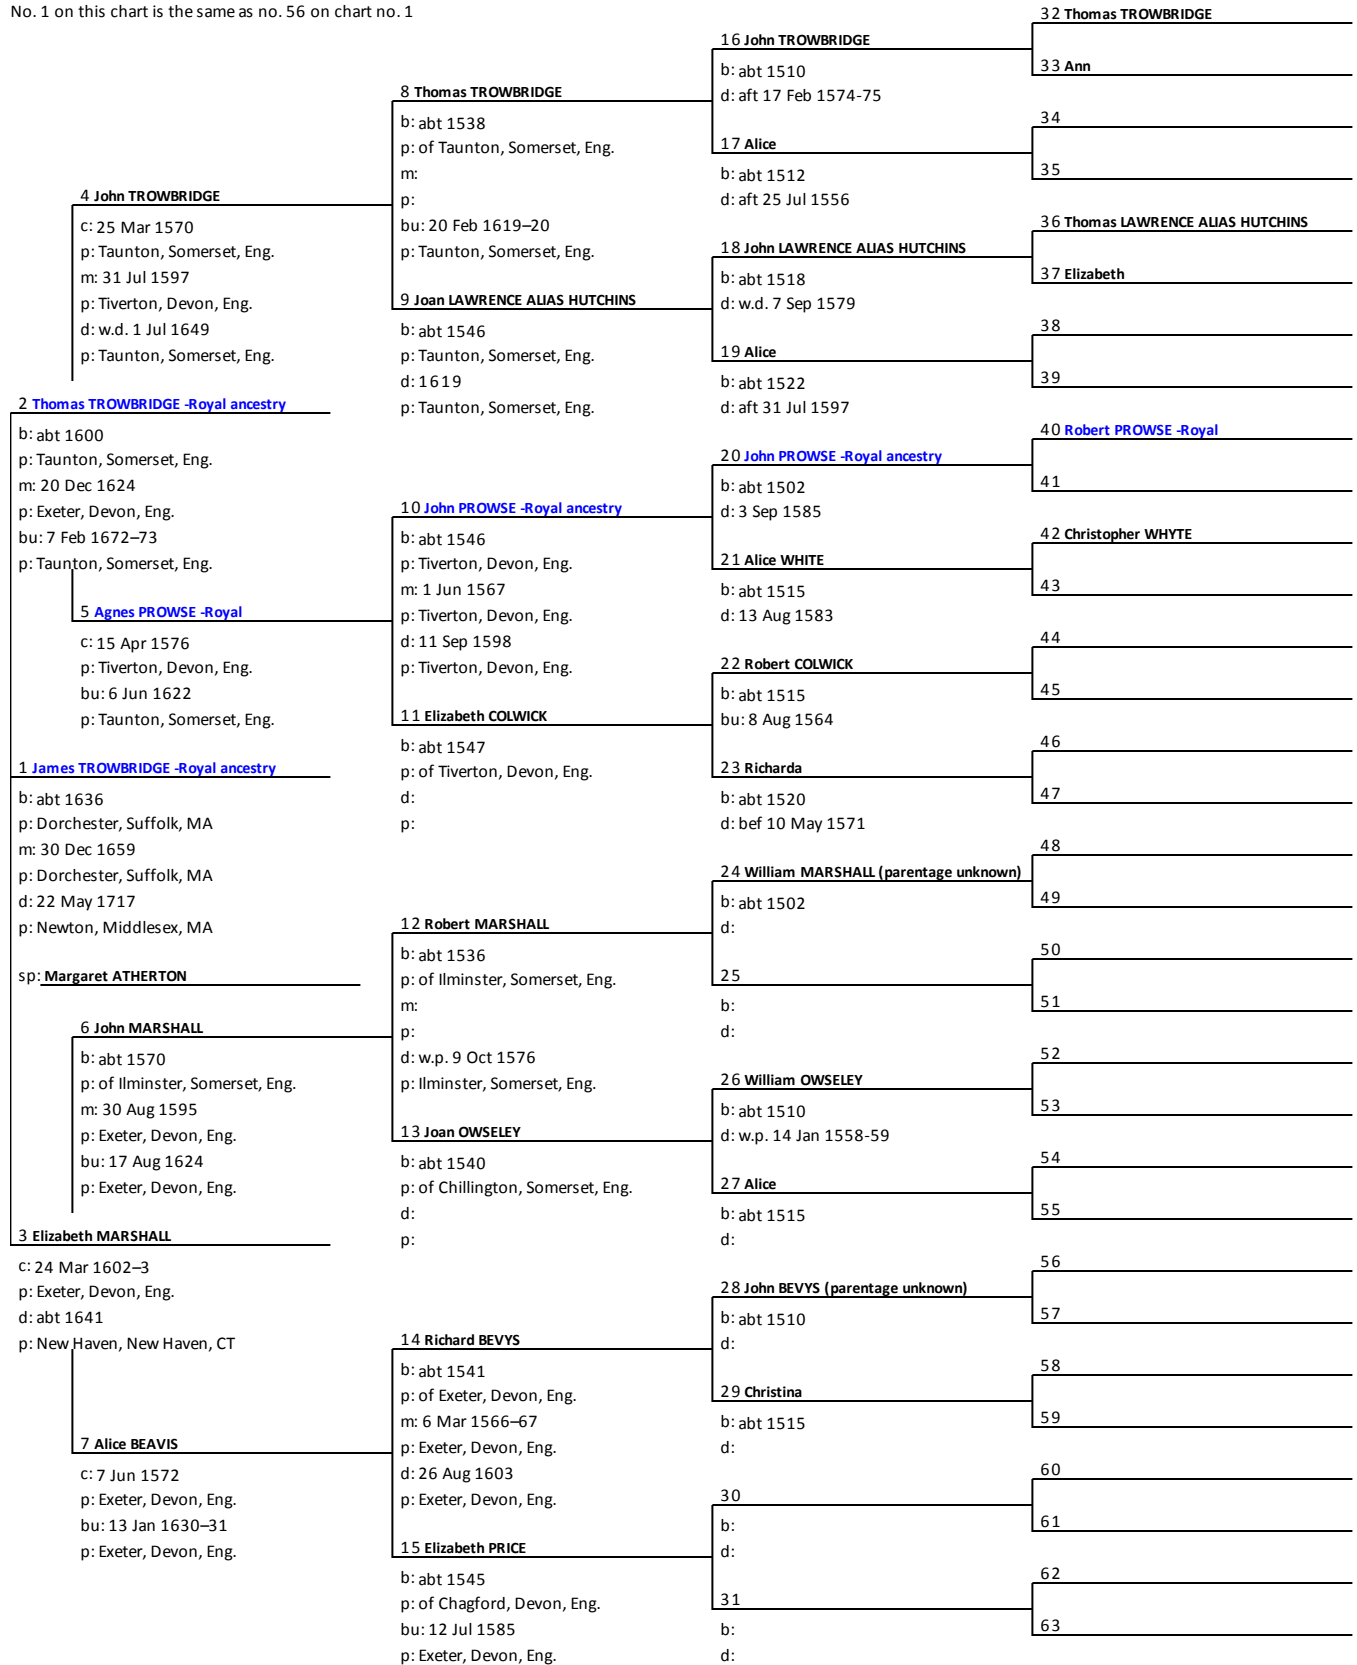 No. 1 on this chart is the same as no. 56 on chart no. 1
4 John TROWBRIDGE
c: 25 Mar 1570
p: Taunton, Somerset, Eng.
m: 31 Jul 1597
p: Tiverton, Devon, Eng.
d: w.d. 1 Jul 1649
p: Taunton, Somerset, Eng.
2 Thomas TROWBRIDGE -Royal ancestry
b: abt 1600
p: Taunton, Somerset, Eng.
m: 20 Dec 1624
p: Exeter, Devon, Eng.
bu: 7 Feb 1672–73
p: Taunton, Somerset, Eng.
5 Agnes PROWSE -Royal
c: 15 Apr 1576
p: Tiverton, Devon, Eng.
bu: 6 Jun 1622
p: Taunton, Somerset, Eng.
1 James TROWBRIDGE -Royal ancestry
b: abt 1636
p: Dorchester, Suffolk, MA
m: 30 Dec 1659
p: Dorchester, Suffolk, MA
d: 22 May 1717
p: Newton, Middlesex, MA
sp: Margaret ATHERTON
6 John MARSHALL
b: abt 1570
p: of Ilminster, Somerset, Eng.
m: 30 Aug 1595
p: Exeter, Devon, Eng.
bu: 17 Aug 1624
p: Exeter, Devon, Eng.
3 Elizabeth MARSHALL
c: 24 Mar 1602–3
p: Exeter, Devon, Eng.
d: abt 1641
p: New Haven, New Haven, CT
7 Alice BEAVIS
c: 7 Jun 1572
p: Exeter, Devon, Eng.
bu: 13 Jan 1630–31
p: Exeter, Devon, Eng.
8 Thomas TROWBRIDGE
b: abt 1538
p: of Taunton, Somerset, Eng.
m:
p:
bu: 20 Feb 1619–20
p: Taunton, Somerset, Eng.
9 Joan LAWRENCE ALIAS HUTCHINS
b: abt 1546
p: Taunton, Somerset, Eng.
d: 1619
p: Taunton, Somerset, Eng.
10 John PROWSE -Royal ancestry
b: abt 1546
p: Tiverton, Devon, Eng.
m: 1 Jun 1567
p: Tiverton, Devon, Eng.
d: 11 Sep 1598
p: Tiverton, Devon, Eng.
11 Elizabeth COLWICK
b: abt 1547
p: of Tiverton, Devon, Eng.
d:
p:
12 Robert MARSHALL
b: abt 1536
p: of Ilminster, Somerset, Eng.
m:
p:
d: w.p. 9 Oct 1576
p: Ilminster, Somerset, Eng.
13 Joan OWSELEY
b: abt 1540
p: of Chillington, Somerset, Eng.
d:
p:
14 Richard BEVYS
b: abt 1541
p: of Exeter, Devon, Eng.
m: 6 Mar 1566–67
p: Exeter, Devon, Eng.
d: 26 Aug 1603
p: Exeter, Devon, Eng.
15 Elizabeth PRICE
b: abt 1545
p: of Chagford, Devon, Eng.
bu: 12 Jul 1585
p: Exeter, Devon, Eng.
16 John TROWBRIDGE
b: abt 1510
d: aft 17 Feb 1574-75
17 Alice
b: abt 1512
d: aft 25 Jul 1556
18 John LAWRENCE ALIAS HUTCHINS
b: abt 1518
d: w.d. 7 Sep 1579
19 Alice
b: abt 1522
d: aft 31 Jul 1597
20 John PROWSE -Royal ancestry
b: abt 1502
d: 3 Sep 1585
21 Alice WHITE
b: abt 1515
d: 13 Aug 1583
22 Robert COLWICK
b: abt 1515
bu: 8 Aug 1564
23 Richarda
b: abt 1520
d: bef 10 May 1571
24 William MARSHALL (parentage unknown)
b: abt 1502
d:
25
b:
d:
26 William OWSELEY
b: abt 1510
d: w.p. 14 Jan 1558-59
27 Alice
b: abt 1515
d:
28 John BEVYS (parentage unknown)
b: abt 1510
d:
29 Christina
b: abt 1515
d:
30
b:
d:
31
b:
d:
32 Thomas TROWBRIDGE
33 Ann
34
35
36 Thomas LAWRENCE ALIAS HUTCHINS
37 Elizabeth
38
39
40 Robert PROWSE -Royal
41
42 Christopher WHYTE
43
44
45
46
47
48
49
50
51
52
53
54
55
56
57
58
59
60
61
62
63